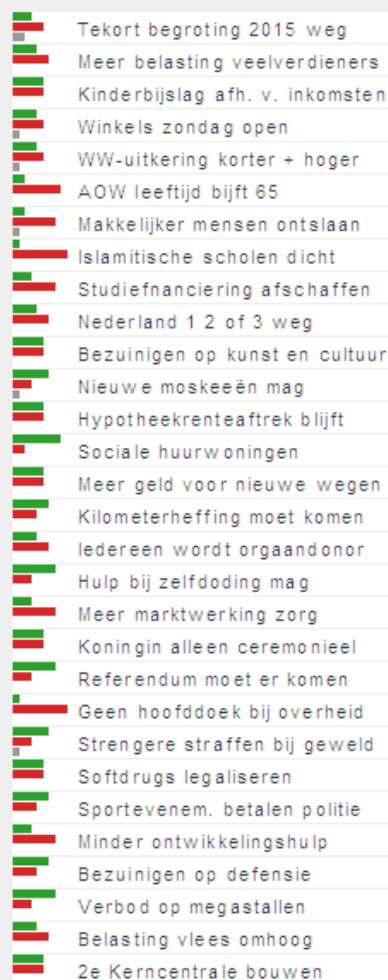 Tekort begroting 2015 weg
Meer belasting veelverdieners
Kinderbijslag afh. v. inkomsten
Winkels zondag open
WW-uitkering korter + hoger
AOW leeftijd bijft 65
Makkelijker mensen ontslaan
Islamitische scholen dicht
Studiefnanciering afschaffen
Nederland 1 2 of 3 weg
Bezuinigen op kunst en cultuur
Nieuwe moskeeën mag
Hypotheekrenteaftrek blijft
Sociale huurwoningen
Meer geld voor nieuwe wegen
Kilometerheffing moet komen
Iedereen wordt orgaandonor
Hulp bij zelfdoding mag
Meer marktwerking zorg
Koningin alleen ceremonieel
Referendum moet er komen
Geen hoofddoek bij overheid
Strengere straffen bij geweld
Softdrugs legaliseren
Sportevenem. betalen politie
Minder ontwikkelingshulp
Bezuinigen op defensie
Verbod op megastallen
Belasting vlees omhoog
2e Kerncentrale bouwen